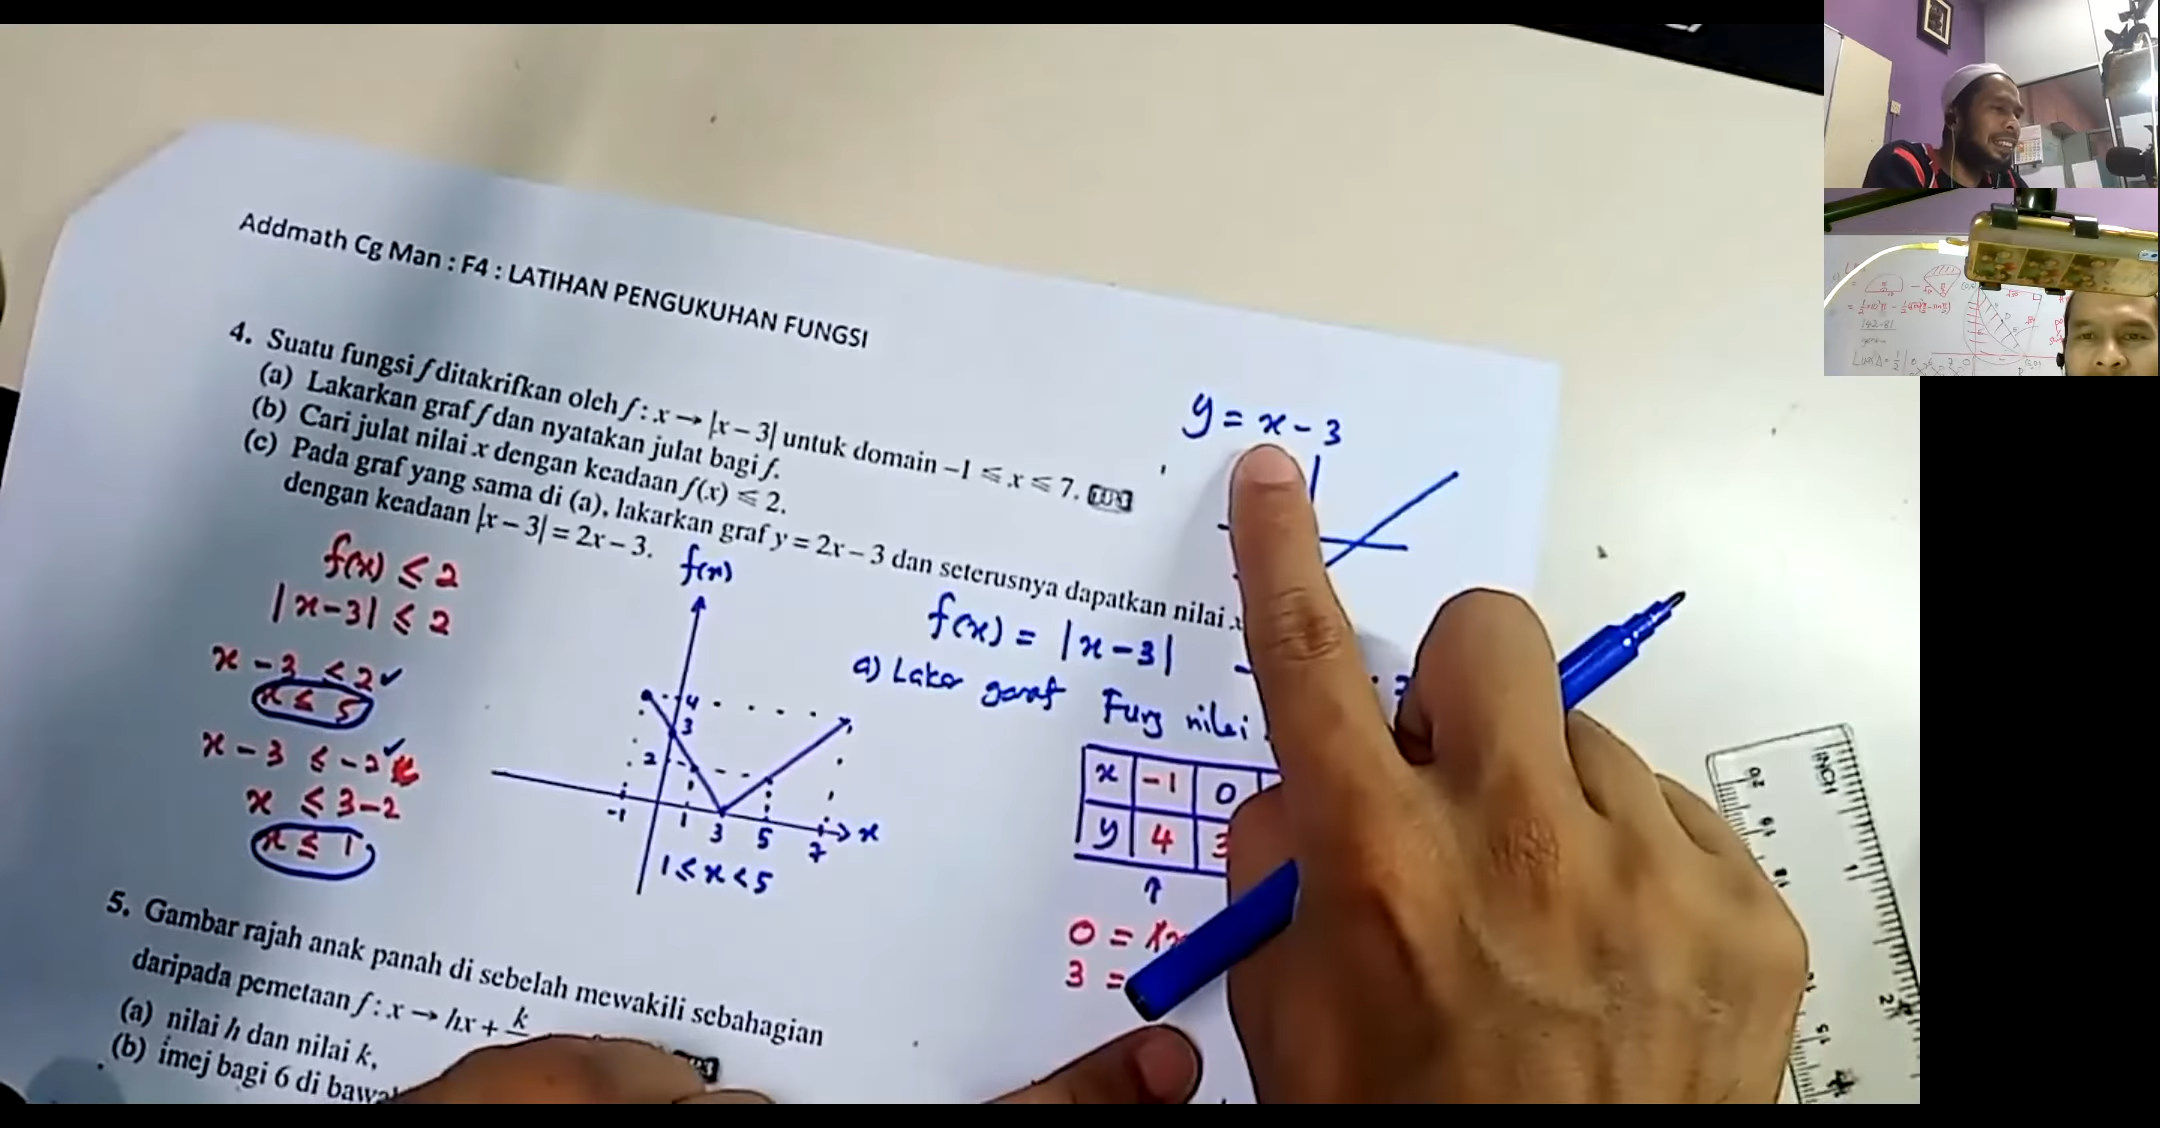 Addmath Cg Man : F4 : LATIHAN PENGUKUHAN FUNGSI
4. Suatu fungsi f ditakrifkan oleh f : x → |x – 3| untuk domain –1 ⩽ x ⩽ 7.
(a) Lakarkan graf f dan nyatakan julat bagi f.
(b) Cari julat nilai x dengan keadaan f(x) ⩽ 2.
(c) Pada graf yang sama di (a), lakarkan graf y = 2x – 3 dan seterusnya dapatkan nilai x
dengan keadaan |x – 3| = 2x – 3.
y = x - 3
f(x) ≤ 2
|x-3| ≤ 2
x - 3 ≤ 2 ✓
x ≤ 5
x - 3 ≤ -2 ✓
x ≤ 3-2
x ≤ 1
f(x)
4
3
2
-1 1 3 5 7 x
1 ≤ x < 5
f(x) = |x-3|
a) Lakar graf Fung nilai
x -1 0
y 4 3
0 =
3 =
5. Gambar rajah anak panah di sebelah mewakili sebahagian
daripada pemetaan f : x → hx + k
(a) nilai h dan nilai k,
(b) imej bagi 6 di
INCH
1
2